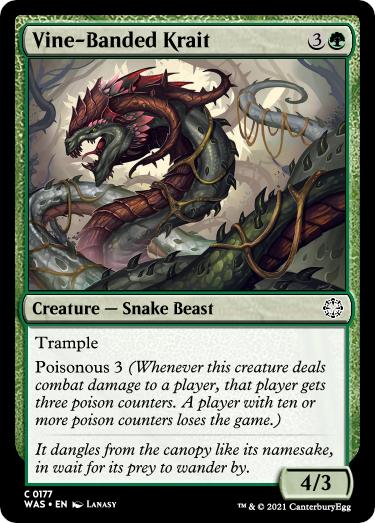 Vine-Banded Krait 3
Creature — Snake Beast
Trample
Poisonous 3 (Whenever this creature deals
combat damage to a player, that player gets
three poison counters. A player with ten or
more poison counters loses the game.)
It dangles from the canopy like its namesake,
in wait for its prey to wander by.
4/3
C 0177
WAS • EN Lanasy
™ & © 2021 CanterburyEgg